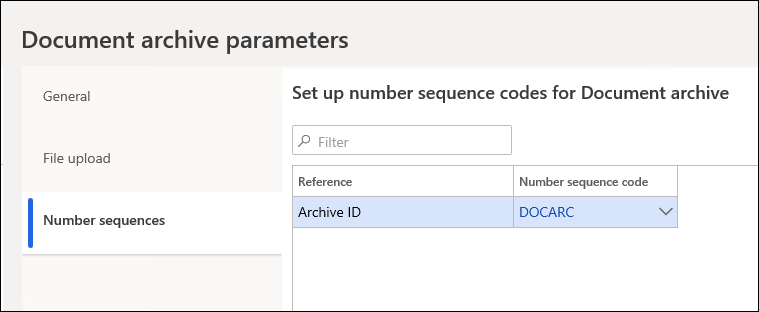 Document archive parameters
General
File upload
Number sequences
Set up number sequence codes for Document archive
Filter
Reference Number sequence code
Archive ID DOCARC